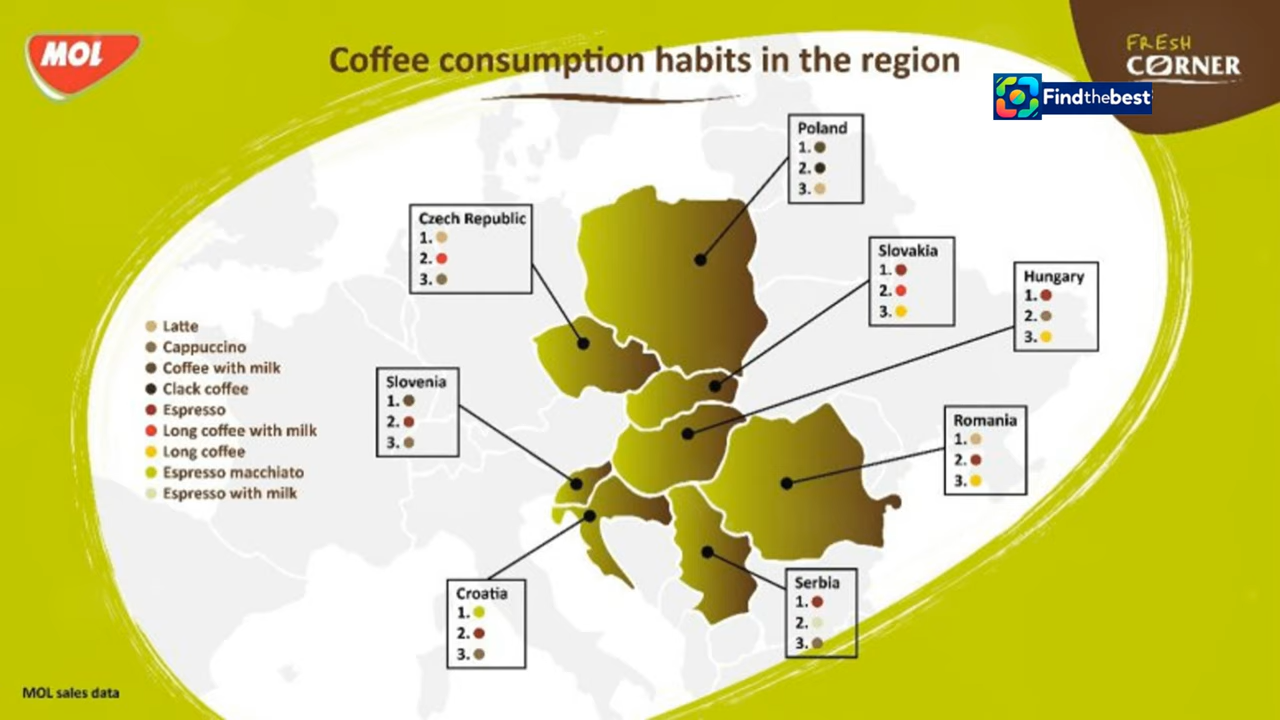 MOL
Coffee consumption habits in the region
FRESH
CORNER
Findthebest
Poland
1.
2.
3.
Czech Republic
1.
2.
3.
Slovakia
1.
2.
3.
Hungary
1.
2.
3.
Latte
Cappuccino
Coffee with milk
Clack coffee
Espresso
Long coffee with milk
Long coffee
Espresso macchiato
Espresso with milk
Slovenia
1.
2.
3.
Romania
1.
2.
3.
Croatia
1.
2.
3.
Serbia
1.
2.
3.
MOL sales data